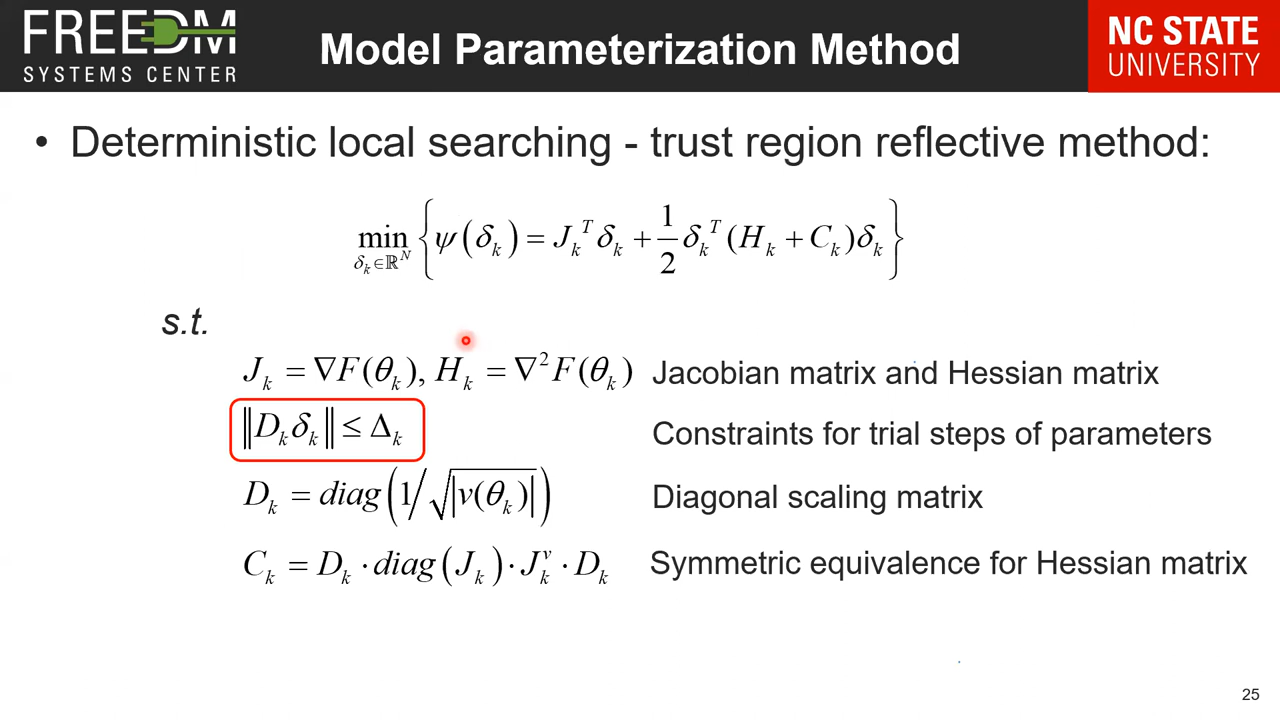 FREEDM
SYSTEMS CENTER
Model Parameterization Method
NC STATE
UNIVERSITY
• Deterministic local searching - trust region reflective method:
min_{δ_k∈ℝ^N} { ψ(δ_k) = J_k^T δ_k + 1/2 δ_k^T (H_k + C_k)δ_k }
s.t.
J_k = ∇F(θ_k), H_k = ∇²F(θ_k) Jacobian matrix and Hessian matrix
‖D_k δ_k‖ ≤ Δ_k Constraints for trial steps of parameters
D_k = diag(1/√|v(θ_k)|) Diagonal scaling matrix
C_k = D_k · diag(J_k) · J_k^v · D_k Symmetric equivalence for Hessian matrix
25